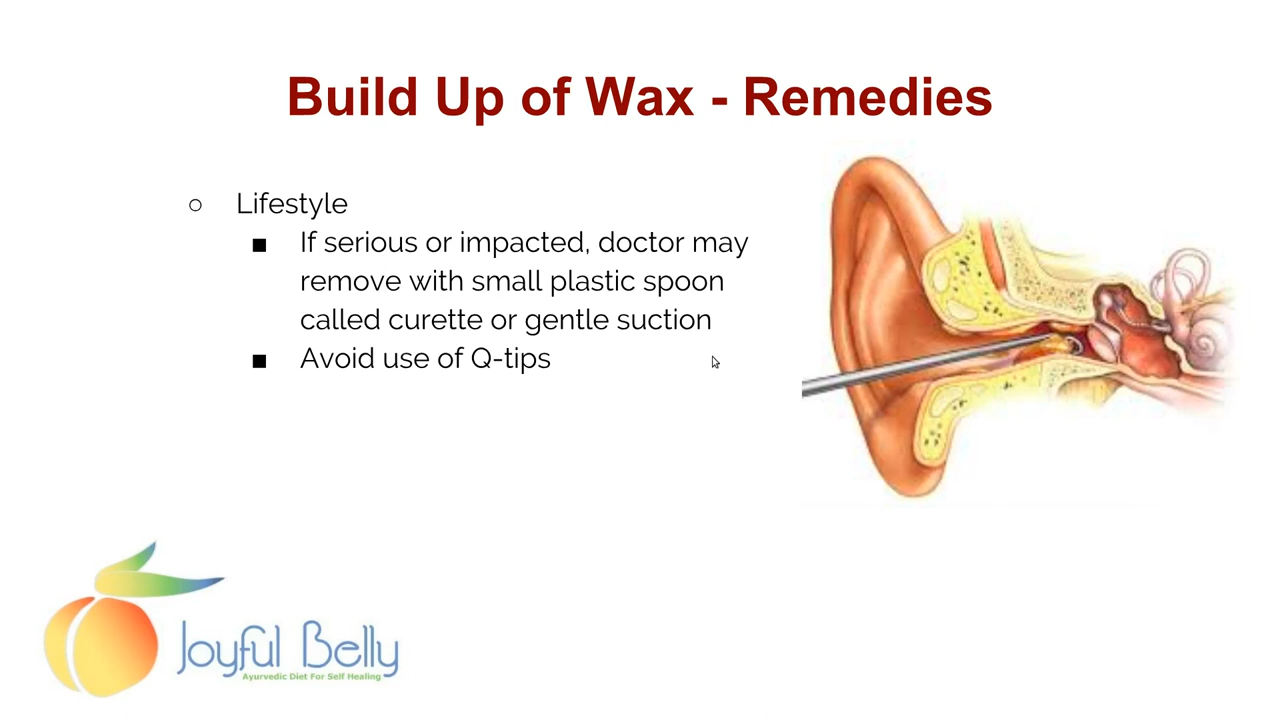 Build Up of Wax - Remedies
○ Lifestyle
■ If serious or impacted, doctor may
remove with small plastic spoon
called curette or gentle suction
■ Avoid use of Q-tips
Joyful Belly
Ayurvedic Diet For Self Healing